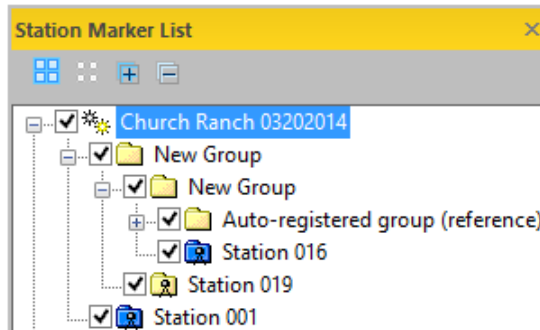 Station Marker List
Church Ranch 03202014
New Group
New Group
Auto-registered group (reference)
Station 016
Station 019
Station 001